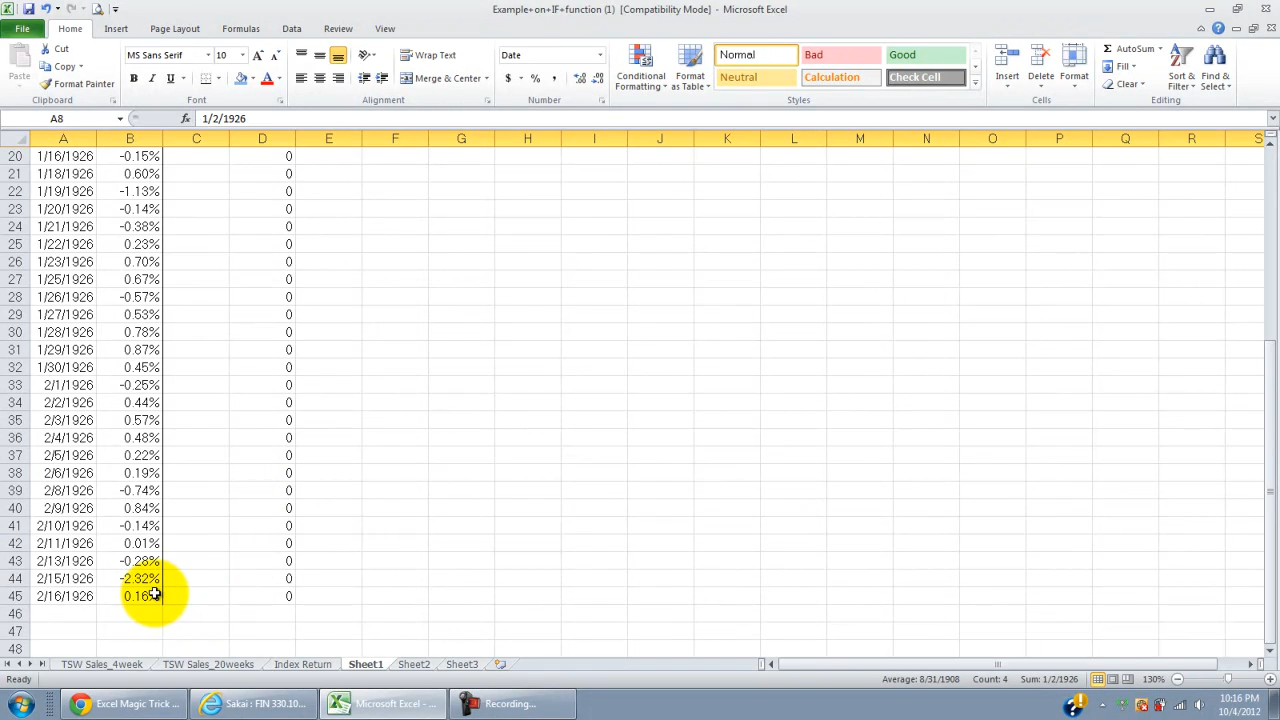 Example+on+IF+function (1) [Compatibility Mode] - Microsoft Excel
File Home Insert Page Layout Formulas Data Review View
Paste Cut Copy Format Painter Clipboard
MS Sans Serif 10 A A B I U A Font
Wrap Text Merge & Center Alignment
Date $ % , Number
Conditional Formatting Format as Table
Normal Bad Good
Neutral Calculation Check Cell
Styles
Insert Delete Format Cells
AutoSum Fill Clear Sort & Filter Find & Select Editing
A8 fx 1/2/1926
A B C D E F G H I J K L M N O P Q R S
20 1/16/1926 -0.15% 0
21 1/18/1926 0.60% 0
22 1/19/1926 -1.13% 0
23 1/20/1926 -0.14% 0
24 1/21/1926 -0.38% 0
25 1/22/1926 0.23% 0
26 1/23/1926 0.70% 0
27 1/25/1926 0.67% 0
28 1/26/1926 -0.57% 0
29 1/27/1926 0.53% 0
30 1/28/1926 0.78% 0
31 1/29/1926 0.87% 0
32 1/30/1926 0.45% 0
33 2/1/1926 -0.25% 0
34 2/2/1926 0.44% 0
35 2/3/1926 0.57% 0
36 2/4/1926 0.48% 0
37 2/5/1926 0.22% 0
38 2/6/1926 0.19% 0
39 2/8/1926 -0.74% 0
40 2/9/1926 0.84% 0
41 2/10/1926 -0.14% 0
42 2/11/1926 0.01% 0
43 2/13/1926 -0.28% 0
44 2/15/1926 -2.32% 0
45 2/16/1926 0.16% 0
46
47
48
TSW Sales_4week TSW Sales_20weeks Index Return Sheet1 Sheet2 Sheet3
Ready Average: 8/31/1908 Count: 4 Sum: 1/2/1926 130%
Excel Magic Trick ... Sakai : FIN 330.10... Microsoft Excel - ... Recording... 10:16 PM
10/4/2012